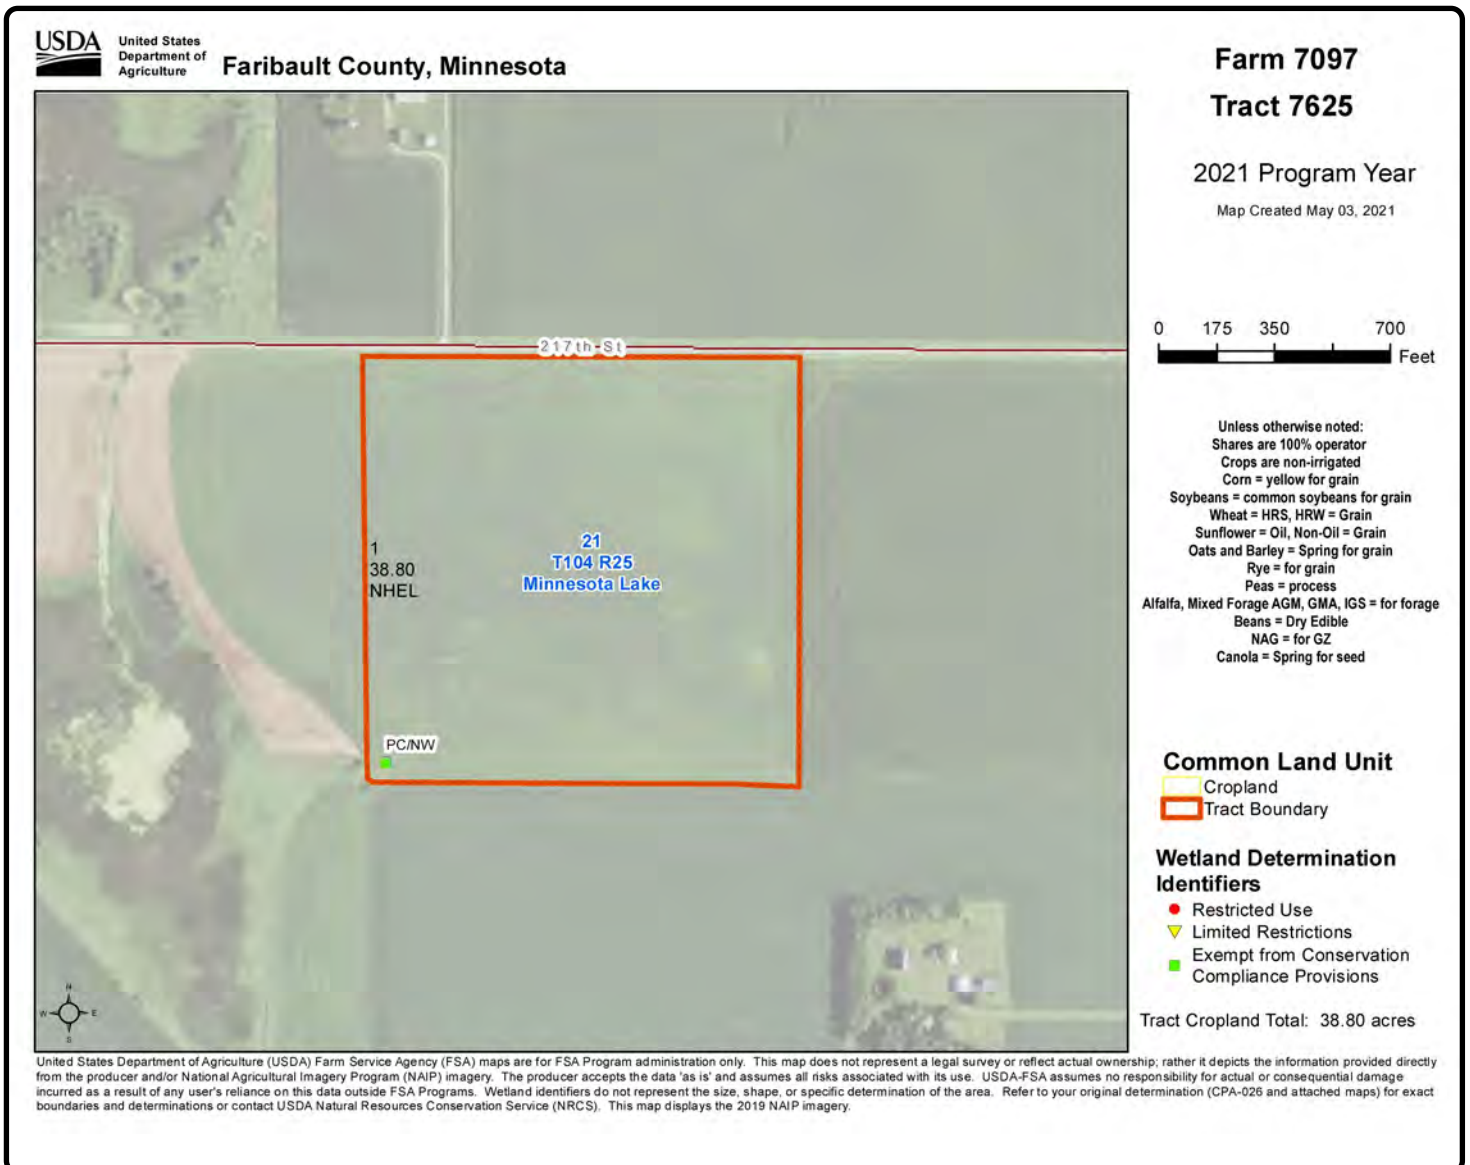 USDA
United States
Department of
Agriculture
Faribault County, Minnesota
Farm 7097
Tract 7625
2021 Program Year
Map Created May 03, 2021
217th St
1
38.80
NHEL
21
T104 R25
Minnesota Lake
PC/NW
N
W E
S
0 175 350 700
Feet
Unless otherwise noted:
Shares are 100% operator
Crops are non-irrigated
Corn = yellow for grain
Soybeans = common soybeans for grain
Wheat = HRS, HRW = Grain
Sunflower = Oil, Non-Oil = Grain
Oats and Barley = Spring for grain
Rye = for grain
Peas = process
Alfalfa, Mixed Forage AGM, GMA, IGS = for forage
Beans = Dry Edible
NAG = for GZ
Canola = Spring for seed
Common Land Unit
Cropland
Tract Boundary
Wetland Determination
Identifiers
Restricted Use
Limited Restrictions
Exempt from Conservation
Compliance Provisions
Tract Cropland Total: 38.80 acres
United States Department of Agriculture (USDA) Farm Service Agency (FSA) maps are for FSA Program administration only. This map does not represent a legal survey or reflect actual ownership; rather it depicts the information provided directly
from the producer and/or National Agricultural Imagery Program (NAIP) imagery. The producer accepts the data 'as is' and assumes all risks associated with its use. USDA-FSA assumes no responsibility for actual or consequential damage
incurred as a result of any user's reliance on this data outside FSA Programs. Wetland identifiers do not represent the size, shape, or specific determination of the area. Refer to your original determination (CPA-026 and attached maps) for exact
boundaries and determinations or contact USDA Natural Resources Conservation Service (NRCS). This map displays the 2019 NAIP imagery.